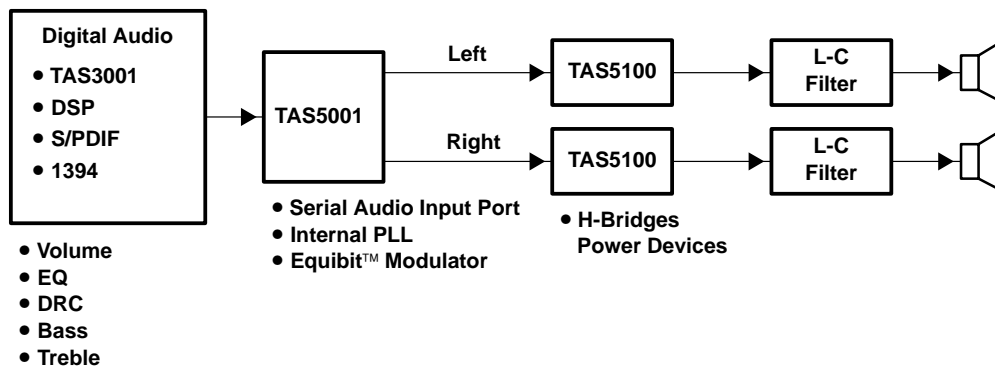 Digital Audio
• TAS3001
• DSP
• S/PDIF
• 1394
• Volume
• EQ
• DRC
• Bass
• Treble
TAS5001
• Serial Audio Input Port
• Internal PLL
• Equibit™ Modulator
Left
Right
TAS5100
TAS5100
• H-Bridges
Power Devices
L-C
Filter
L-C
Filter